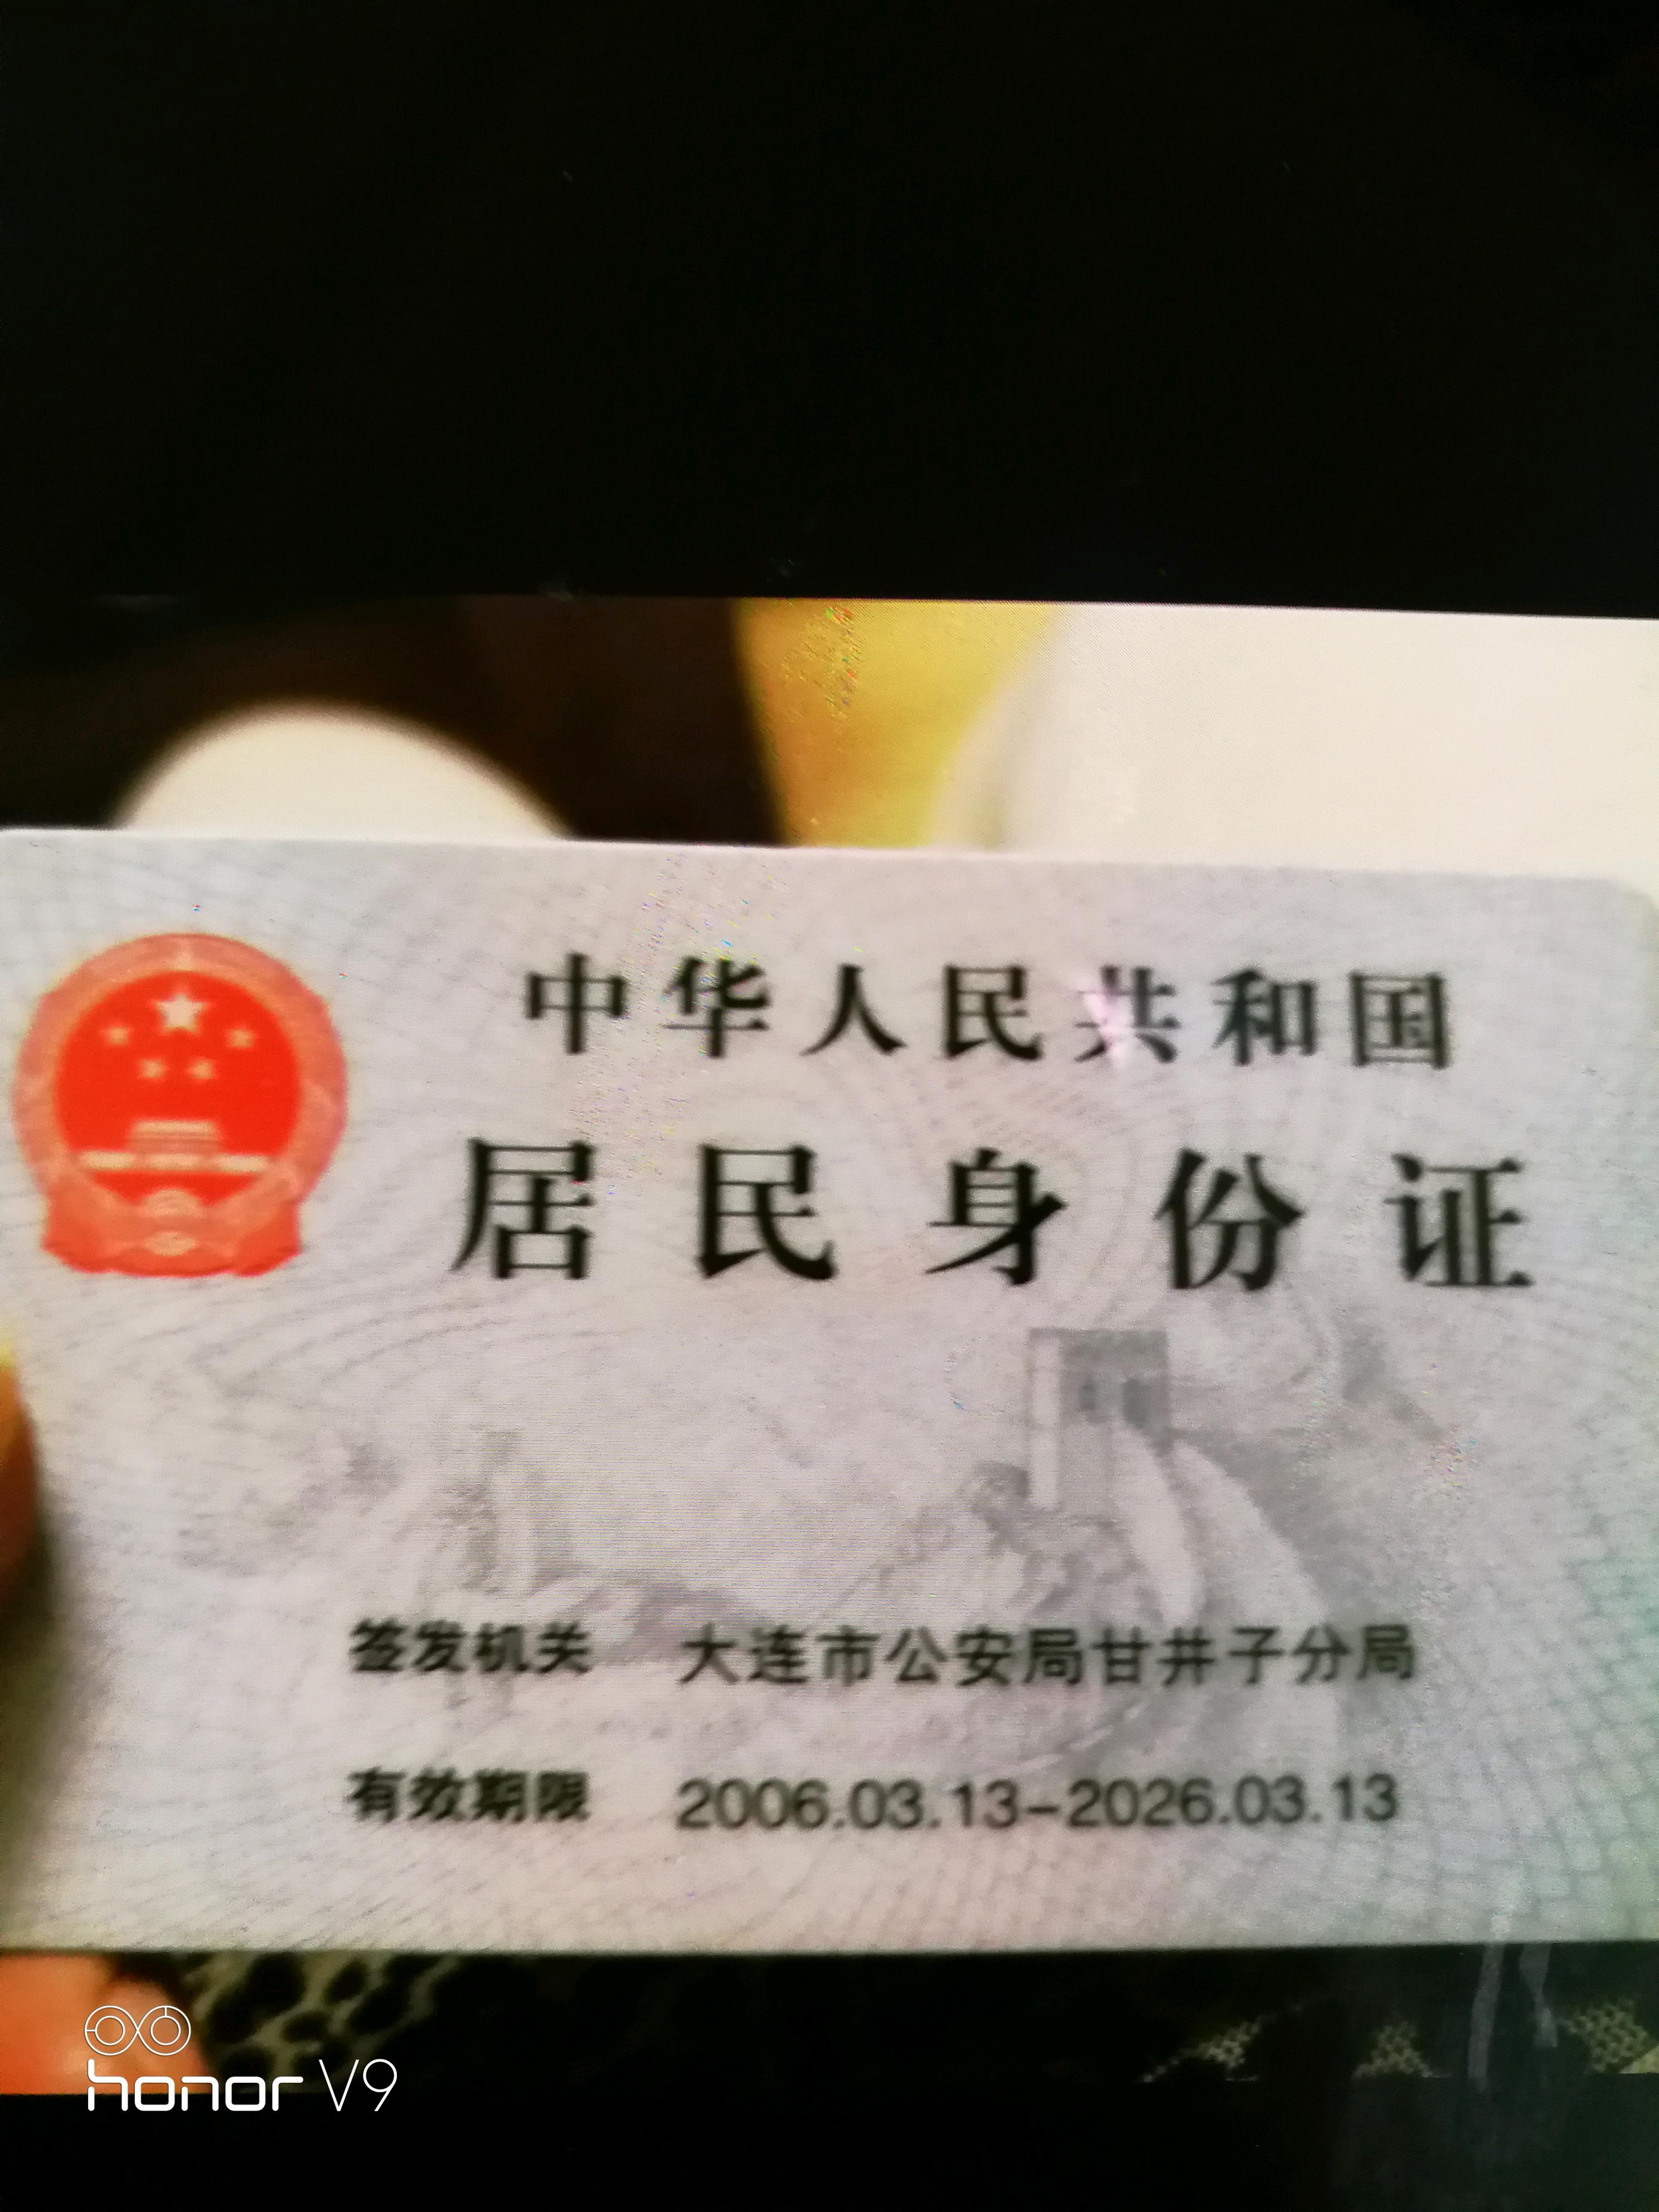 中华人民共和国
居民身份证
签发机关 大连市公安局甘井子分局
有效期限 2006.03.13-2026.03.13
honor V9